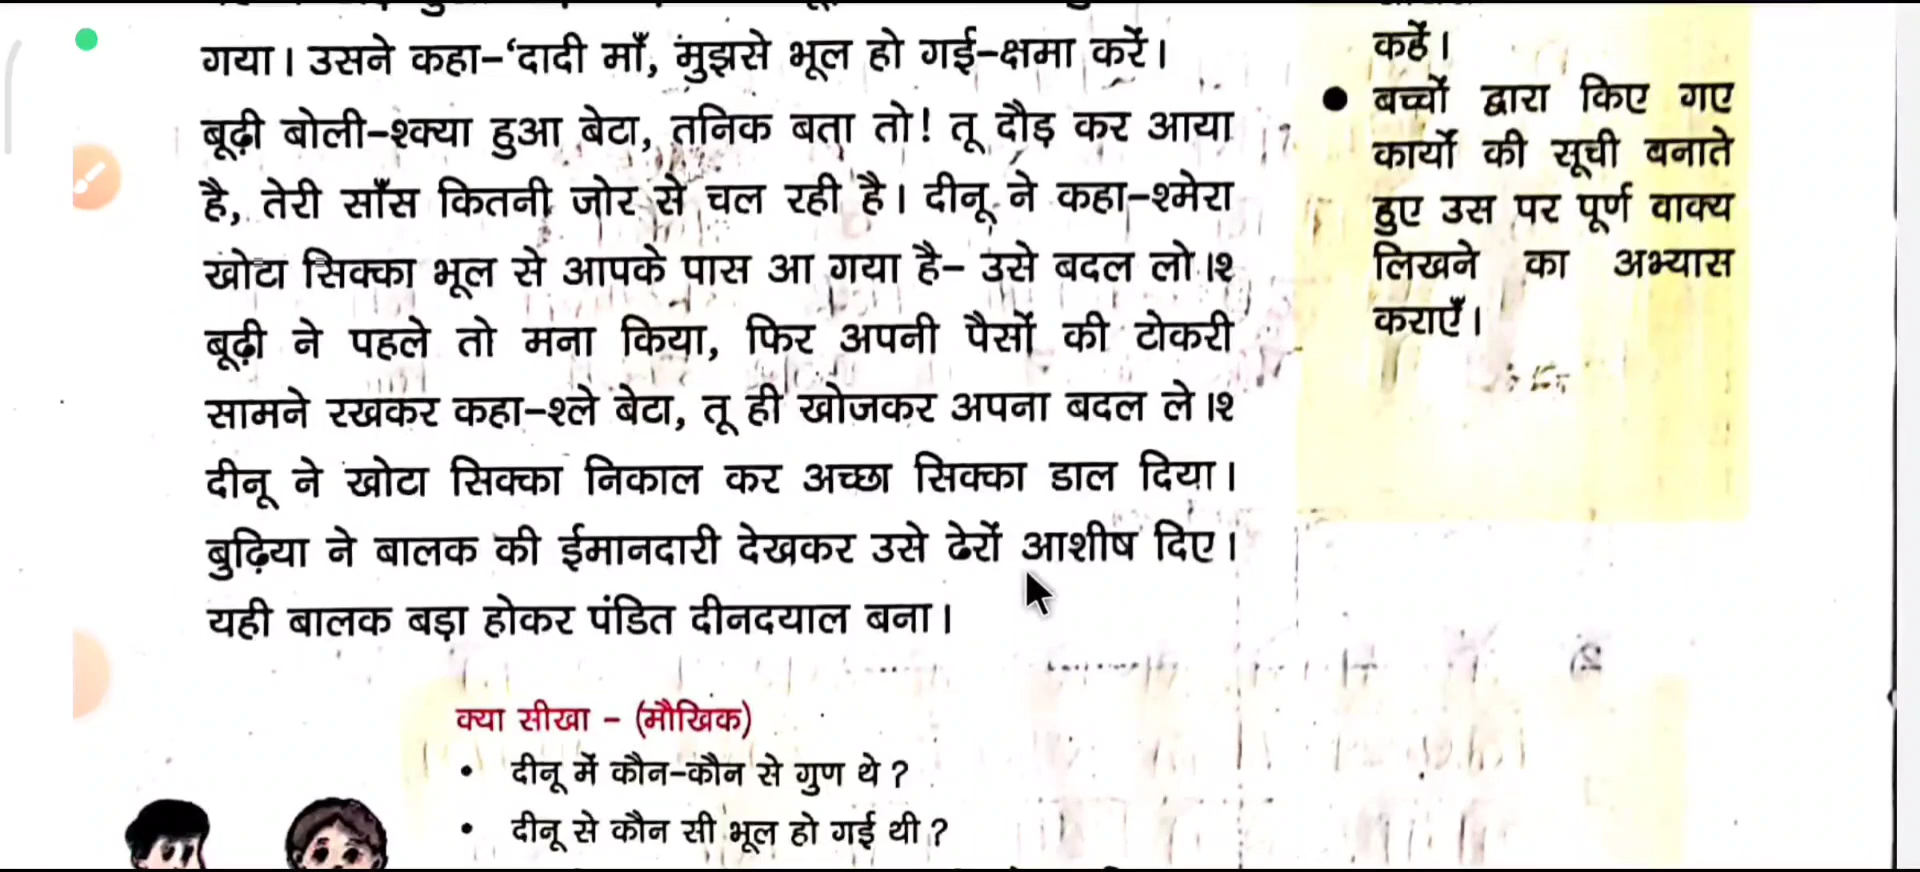 गया। उसने कहा-‘दादी माँ, मुझसे भूल हो गई-क्षमा करें।
बूढ़ी बोली-श्क्या हुआ बेटा, तनिक बता तो! तू दौड़ कर आया
है, तेरी साँस कितनी जोर से चल रही है। दीनू ने कहा-श्मेरा
खोटा सिक्का भूल से आपके पास आ गया है- उसे बदल लो।श्
बूढ़ी ने पहले तो मना किया, फिर अपनी पैसों की टोकरी
सामने रखकर कहा-श्ले बेटा, तू ही खोजकर अपना बदल ले।श्
दीनू ने खोटा सिक्का निकाल कर अच्छा सिक्का डाल दिया।
बुढ़िया ने बालक की ईमानदारी देखकर उसे ढेरों आशीष दिए।
यही बालक बड़ा होकर पंडित दीनदयाल बना।
कहें।
● बच्चों द्वारा किए गए
कार्यों की सूची बनाते
हुए उस पर पूर्ण वाक्य
लिखने का अभ्यास
कराएँ।
क्या सीखा - (मौखिक)
• दीनू में कौन-कौन से गुण थे ?
• दीनू से कौन सी भूल हो गई थी ?